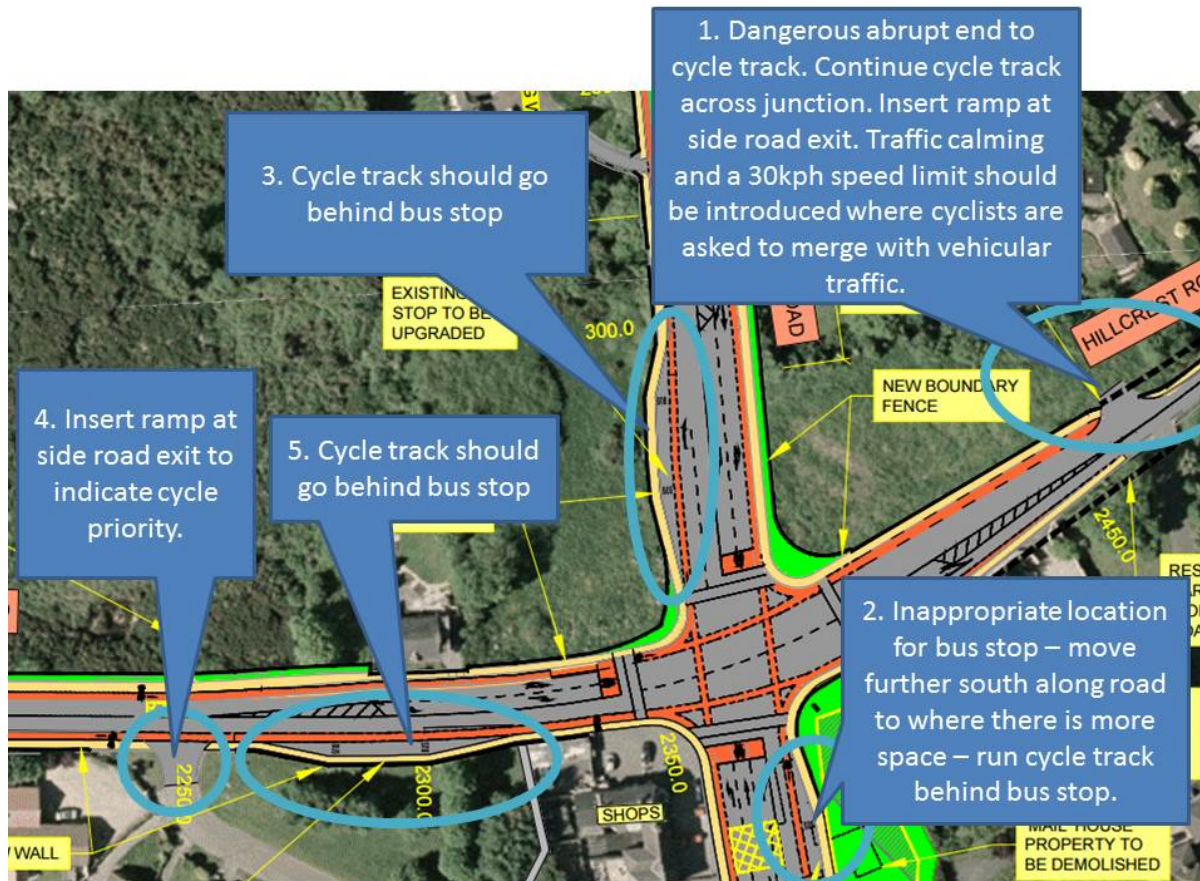 1. Dangerous abrupt end to
cycle track. Continue cycle track
across junction. Insert ramp at
side road exit. Traffic calming
and a 30kph speed limit should
be introduced where cyclists are
asked to merge with vehicular
traffic.
3. Cycle track should go
behind bus stop
EXISTING
STOP TO BE
UPGRADED
300.0
ROAD
HILLCREST RO
NEW BOUNDARY
FENCE
4. Insert ramp at
side road exit to
indicate cycle
priority.
5. Cycle track should
go behind bus stop
2450.0
2. Inappropriate location
for bus stop – move
further south along road
to where there is more
space – run cycle track
behind bus stop.
2250.0
2300.0
2350.0
SHOPS
WALL
MAIL HOUSE
PROPERTY TO
BE DEMOLISHED